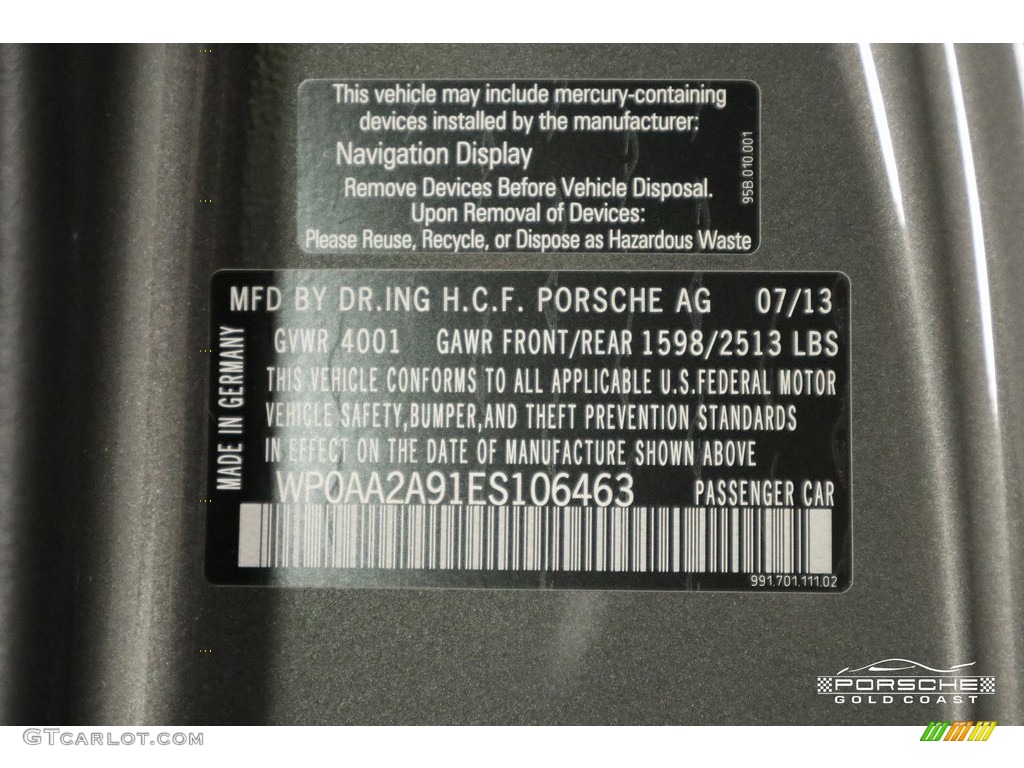 This vehicle may include mercury-containing
devices installed by the manufacturer:
Navigation Display
Remove Devices Before Vehicle Disposal.
Upon Removal of Devices:
Please Reuse, Recycle, or Dispose as Hazardous Waste
95B.010.001
MFD BY DR.ING H.C.F. PORSCHE AG 07/13
GVWR 4001 GAWR FRONT/REAR 1598/2513 LBS
THIS VEHICLE CONFORMS TO ALL APPLICABLE U.S.FEDERAL MOTOR
VEHICLE SAFETY,BUMPER,AND THEFT PREVENTION STANDARDS
IN EFFECT ON THE DATE OF MANUFACTURE SHOWN ABOVE
MADE IN GERMANY
WP0AA2A91ES106463 PASSENGER CAR
991.701.111.02
PORSCHE
GOLD COAST
GTcarlot.com